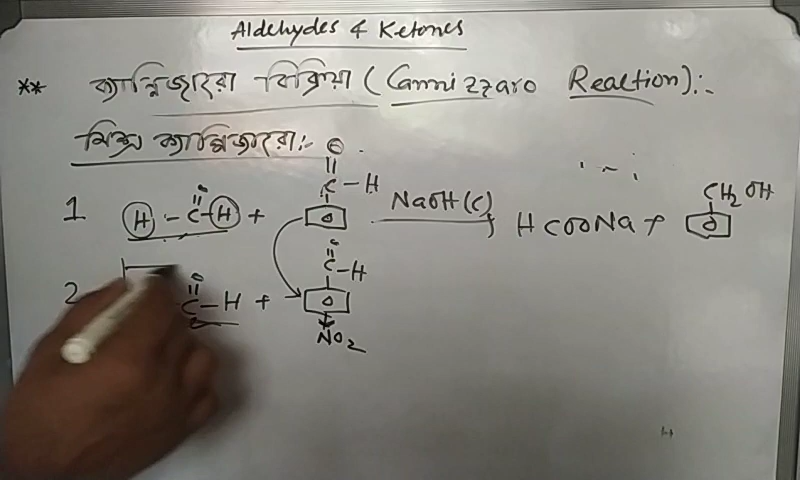 Aldehydes & Ketones
** ক্যানিজারো বিক্রিয়া (Cannizzaro Reaction):-
মিশ্র ক্যানিজারো:-
1 H - C - H + C - H NaOH (C) HCOONa + CH2OH
O
2 C - H + C - H
NO2